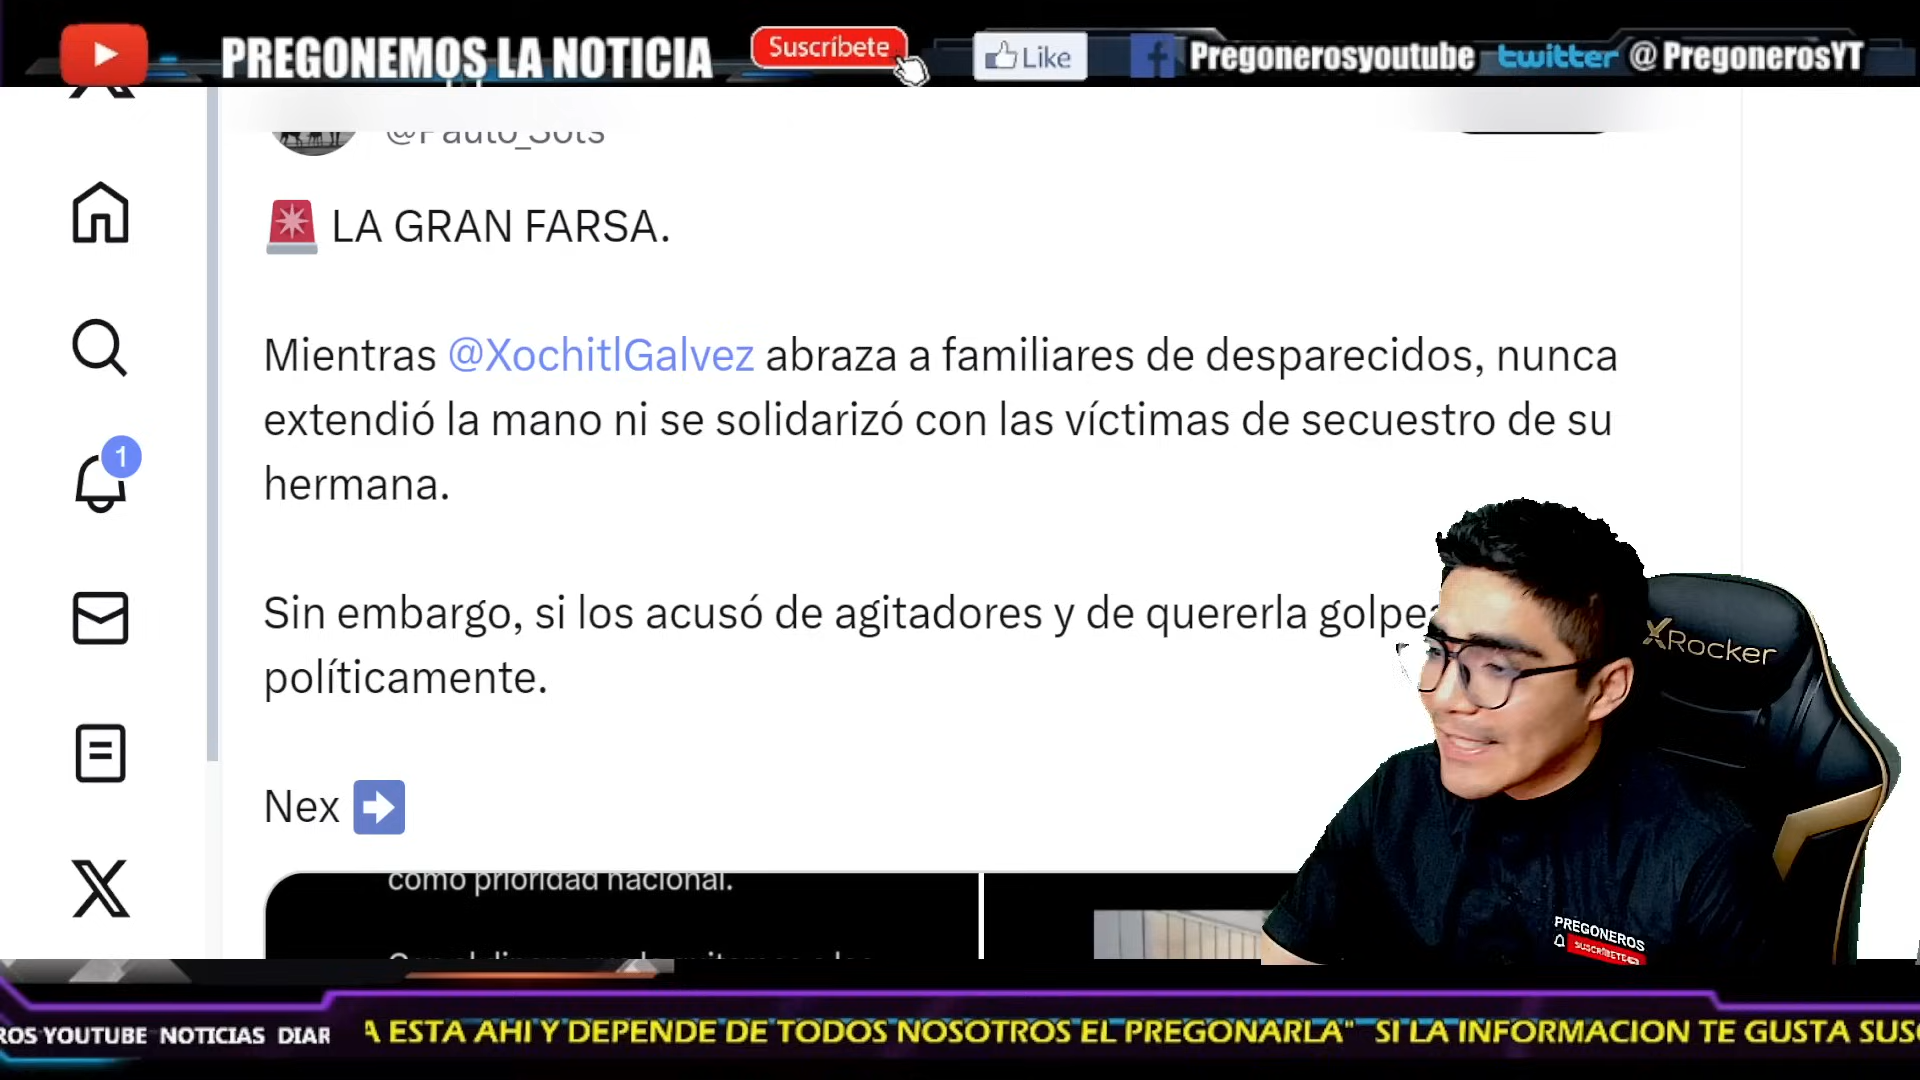 PREGONEMOS LA NOTICIA
Suscríbete
Like
Pregonerosyoutube
twitter @PregonerosYT
LA GRAN FARSA.
Mientras @XochitlGalvez abraza a familiares de desparecidos, nunca
extendió la mano ni se solidarizó con las víctimas de secuestro de su
hermana.
1
Sin embargo, si los acusó de agitadores y de quererla golpea
políticamente.
XRocker
Nex
como prioridad nacional.
PREGONEROS
SUSCRÍBETE
ROS YOUTUBE NOTICIAS DIAR
A ESTA AHI Y DEPENDE DE TODOS NOSOTROS EL PREGONARLA" SI LA INFORMACION TE GUSTA SUS